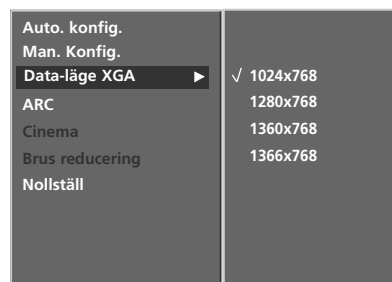 Auto. konfig.
Man. Konfig.
Data-läge XGA
ARC
Cinema
Brus reducering
Nollställ
√ 1024x768
1280x768
1360x768
1366x768